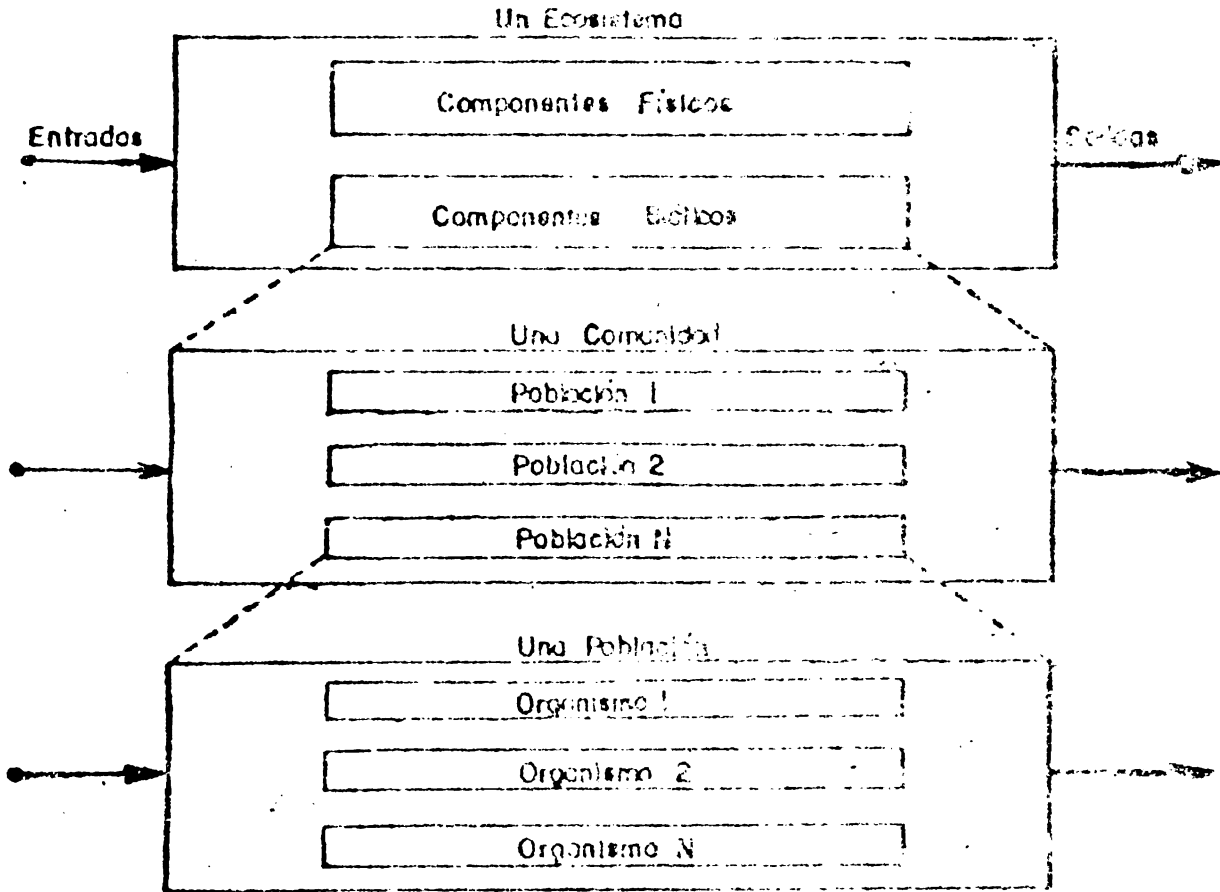 Un Ecosistema
Componentes Físicos
Entradas
Salidas
Componentes Bióticos
Una Comunidad
Población 1
Población 2
Población N
Una Población
Organismo 1
Organismo 2
Organismo N